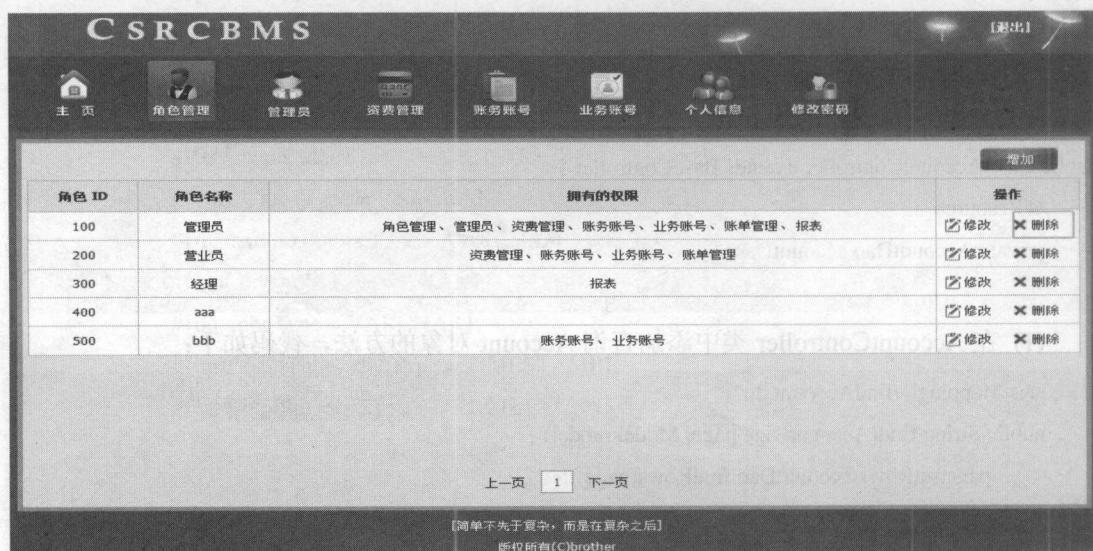 CSRCBMS
[退出]
主 页 角色管理 管理员 资费管理 账务账号 业务账号 个人信息 修改密码
增加
角色 ID 角色名称 拥有的权限 操作
100 管理员 角色管理、管理员、资费管理、账务账号、业务账号、账单管理、报表 修改 删除
200 营业员 资费管理、账务账号、业务账号、账单管理 修改 删除
300 经理 报表 修改 删除
400 aaa 修改 删除
500 bbb 账务账号、业务账号 修改 删除
上一页 1 下一页
[简单不先于复杂，而是在复杂之后]
版权所有(C)brother